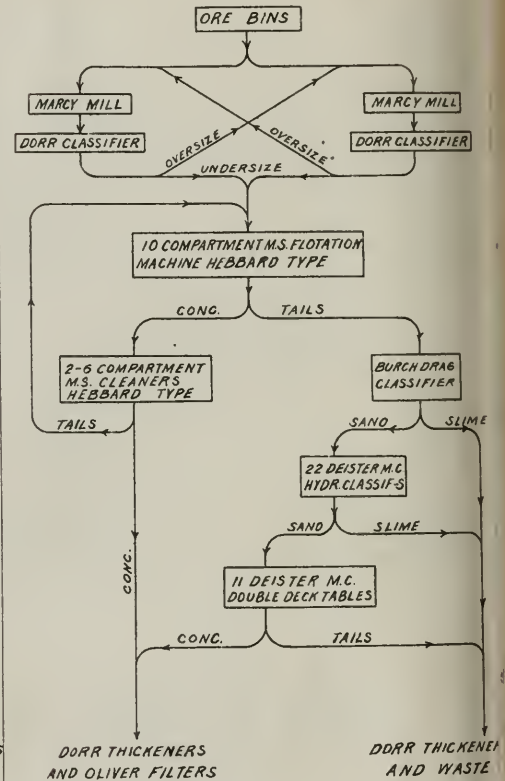 ORE BINS
MARCY MILL
MARCY MILL
DORR CLASSIFIER
DORR CLASSIFIER
OVERSIZE
OVERSIZE
UNDERSIZE
10 COMPARTMENT M.S. FLOTATION
MACHINE HEBBARD TYPE
CONC.
TAILS
2-6 COMPARTMENT
M.S. CLEANERS
HEBBARD TYPE
BURCH DRAG
CLASSIFIER
TAILS
SAND
SLIME
22 DEISTER M.C.
HYDR. CLASSIF-S
SAND
SLIME
CONC.
11 DEISTER M.C.
DOUBLE DECK TABLES
CONC.
TAILS
DORR THICKENERS
AND OLIVER FILTERS
DORR THICKENE
AND WASTE